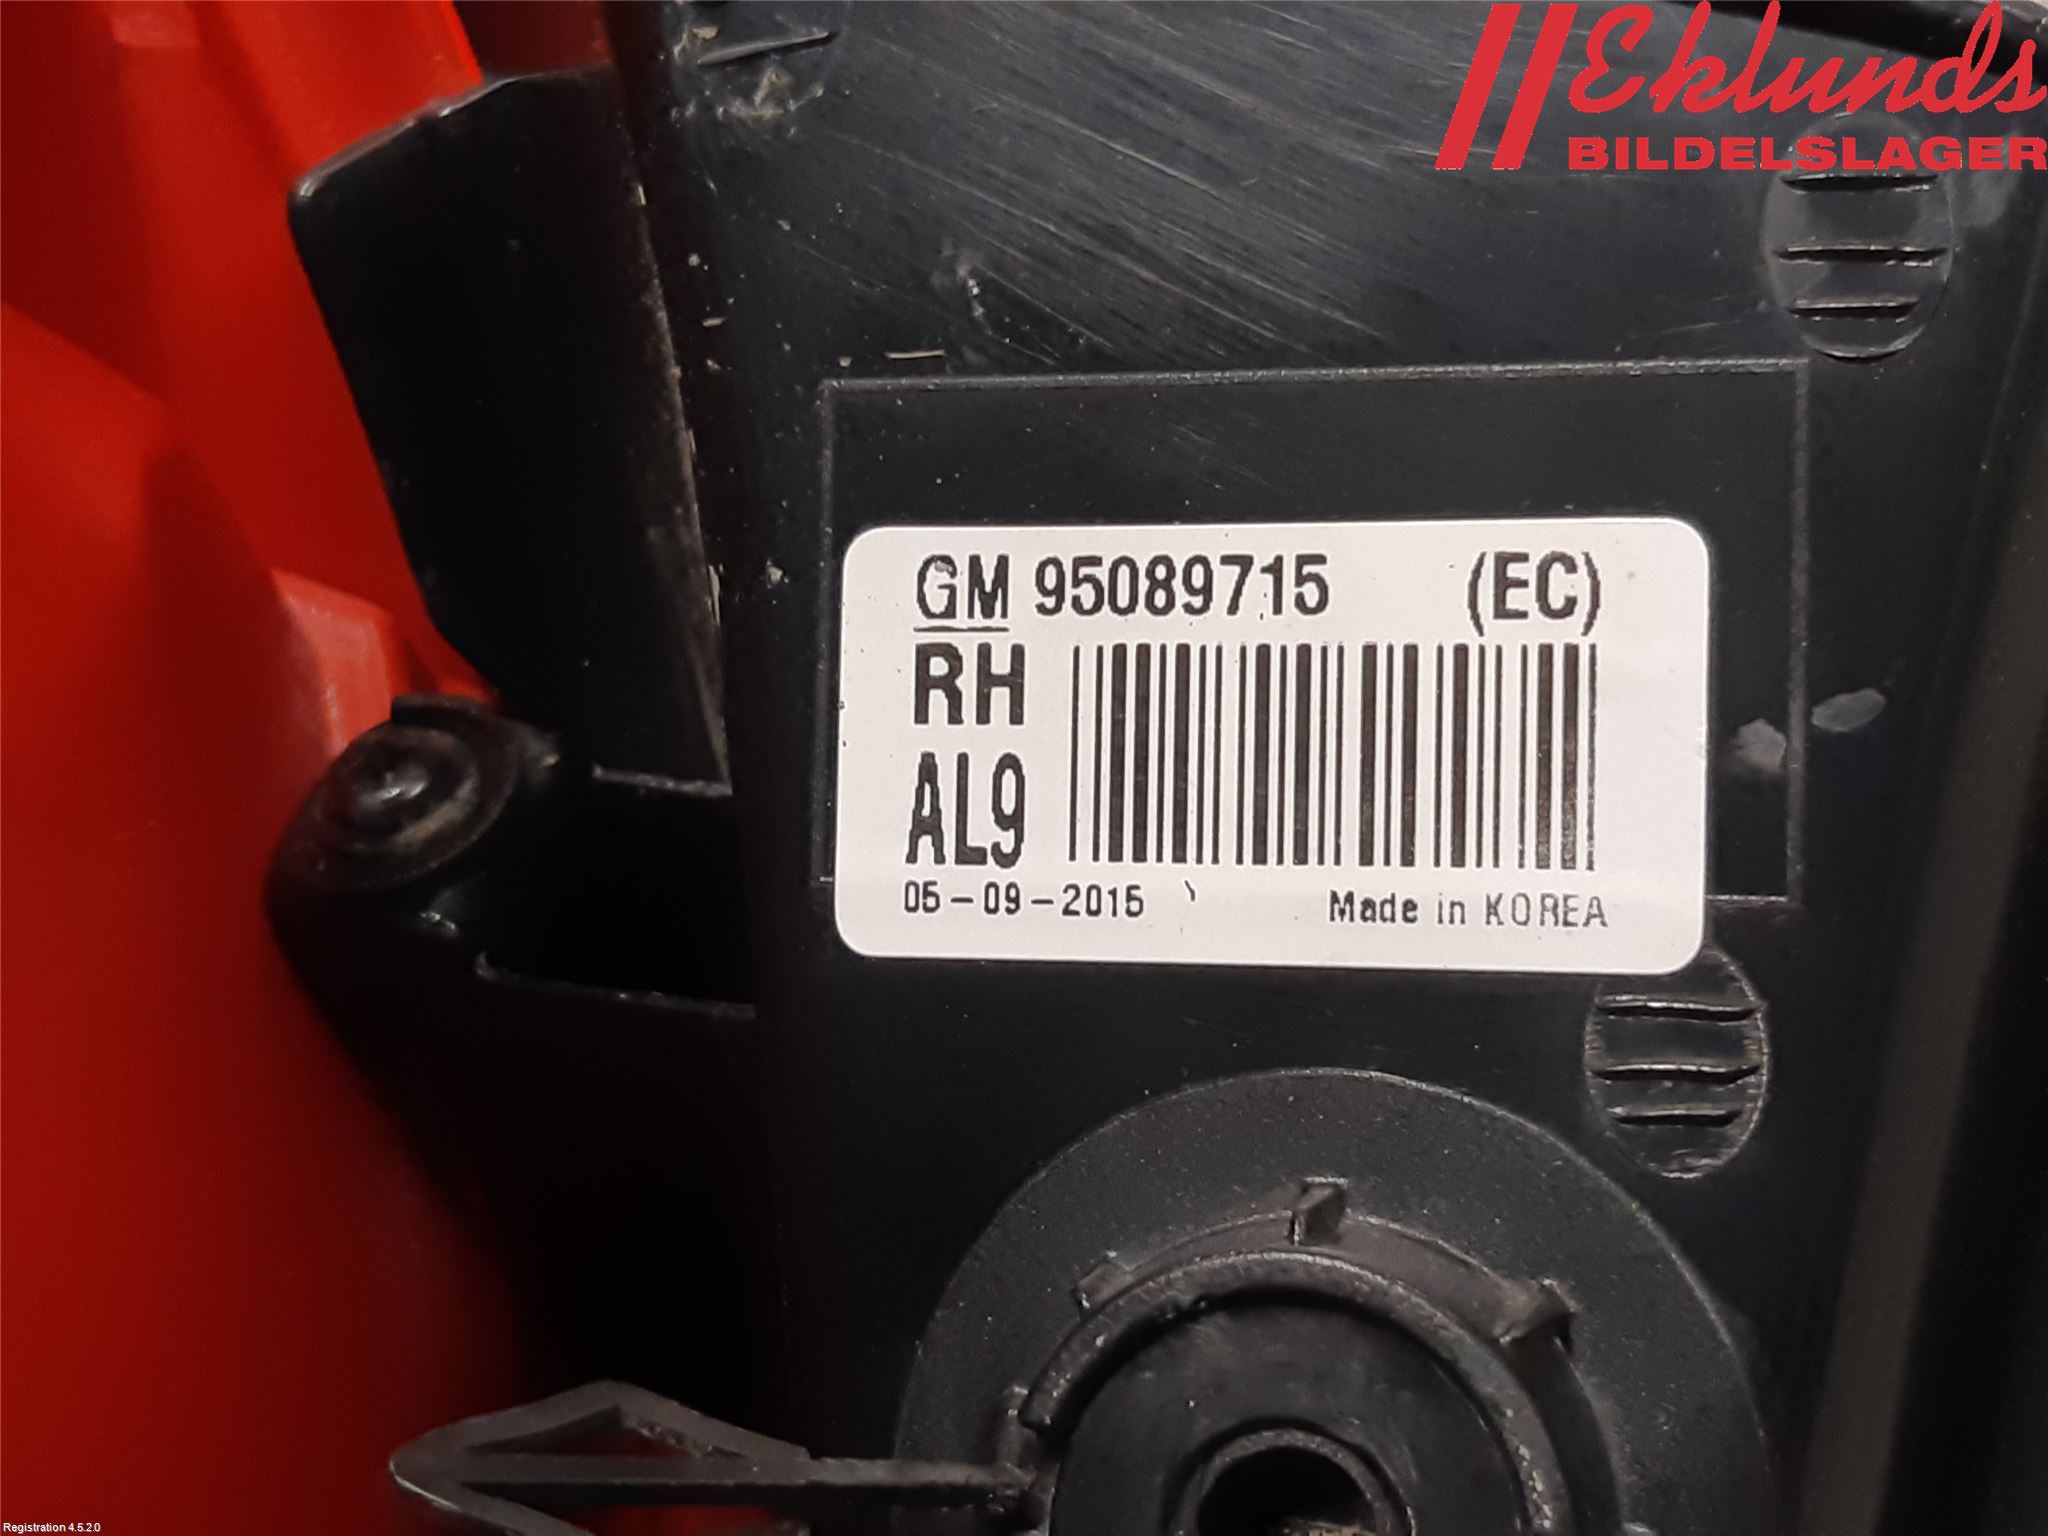 Eklunds
BILDELSLAGER
GM 95089715 (EC)
RH
AL9
05-09-2015 Made in KOREA
Registration 4.5.2.0